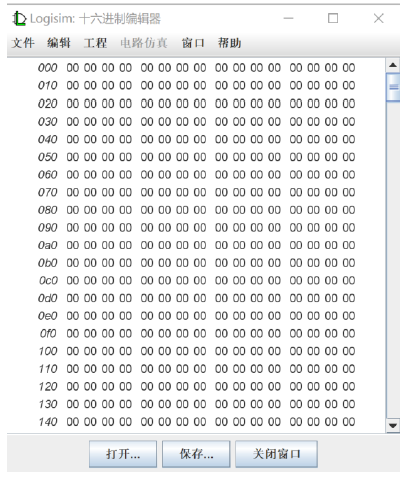 Logisim: 十六进制编辑器
文件 编辑 工程 电路仿真 窗口 帮助
000 00 00 00 00 00 00 00 00 00 00 00 00 00 00 00 00
010 00 00 00 00 00 00 00 00 00 00 00 00 00 00 00 00
020 00 00 00 00 00 00 00 00 00 00 00 00 00 00 00 00
030 00 00 00 00 00 00 00 00 00 00 00 00 00 00 00 00
040 00 00 00 00 00 00 00 00 00 00 00 00 00 00 00 00
050 00 00 00 00 00 00 00 00 00 00 00 00 00 00 00 00
060 00 00 00 00 00 00 00 00 00 00 00 00 00 00 00 00
070 00 00 00 00 00 00 00 00 00 00 00 00 00 00 00 00
080 00 00 00 00 00 00 00 00 00 00 00 00 00 00 00 00
090 00 00 00 00 00 00 00 00 00 00 00 00 00 00 00 00
0a0 00 00 00 00 00 00 00 00 00 00 00 00 00 00 00 00
0b0 00 00 00 00 00 00 00 00 00 00 00 00 00 00 00 00
0c0 00 00 00 00 00 00 00 00 00 00 00 00 00 00 00 00
0d0 00 00 00 00 00 00 00 00 00 00 00 00 00 00 00 00
0e0 00 00 00 00 00 00 00 00 00 00 00 00 00 00 00 00
0f0 00 00 00 00 00 00 00 00 00 00 00 00 00 00 00 00
100 00 00 00 00 00 00 00 00 00 00 00 00 00 00 00 00
110 00 00 00 00 00 00 00 00 00 00 00 00 00 00 00 00
120 00 00 00 00 00 00 00 00 00 00 00 00 00 00 00 00
130 00 00 00 00 00 00 00 00 00 00 00 00 00 00 00 00
140 00 00 00 00 00 00 00 00 00 00 00 00 00 00 00 00
打开... 保存... 关闭窗口